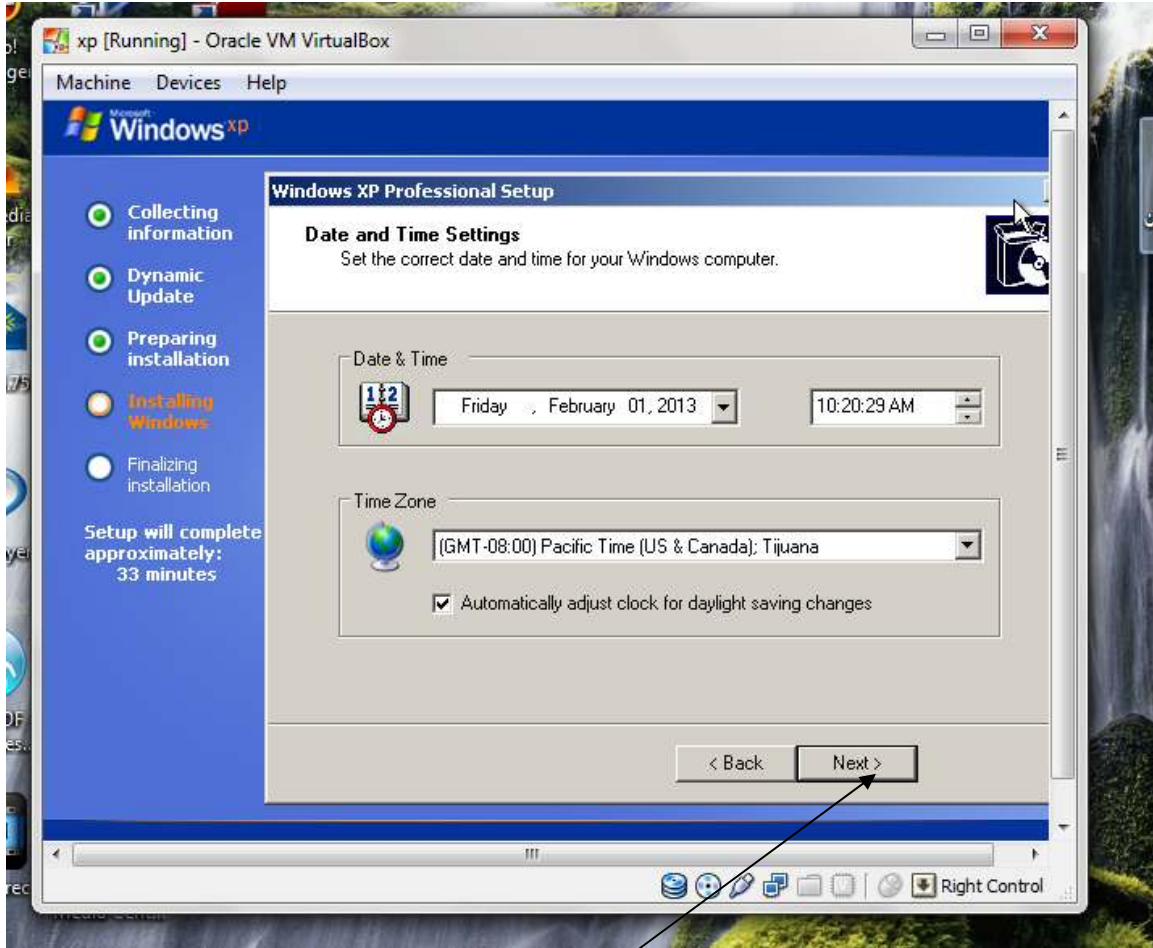 xp [Running] - Oracle VM VirtualBox
Machine Devices Help
Microsoft
Windows xp
Collecting
information
Dynamic
Update
Preparing
installation
Installing
Windows
Finalizing
installation
Setup will complete
approximately:
33 minutes
Windows XP Professional Setup
Date and Time Settings
Set the correct date and time for your Windows computer.
Date & Time
Friday , February 01, 2013
10:20:29 AM
Time Zone
(GMT-08:00) Pacific Time (US & Canada); Tijuana
Automatically adjust clock for daylight saving changes
< Back
Next >
Right Control